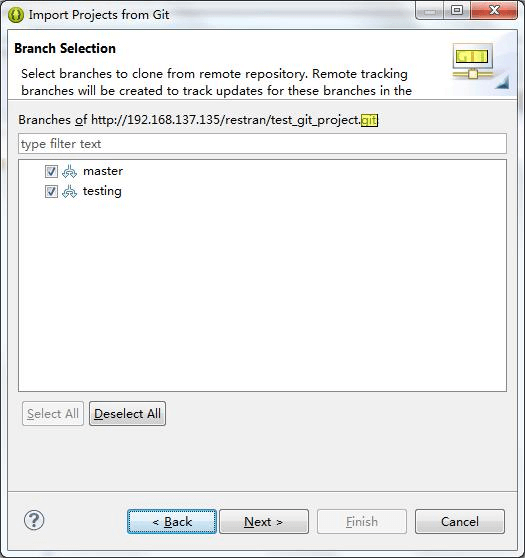 Import Projects from Git
Branch Selection
GIT
Select branches to clone from remote repository. Remote tracking
branches will be created to track updates for these branches in the
Branches of http://192.168.137.135/restran/test_git_project.git:
type filter text
master
testing
Select All
Deselect All
?
< Back
Next >
Finish
Cancel